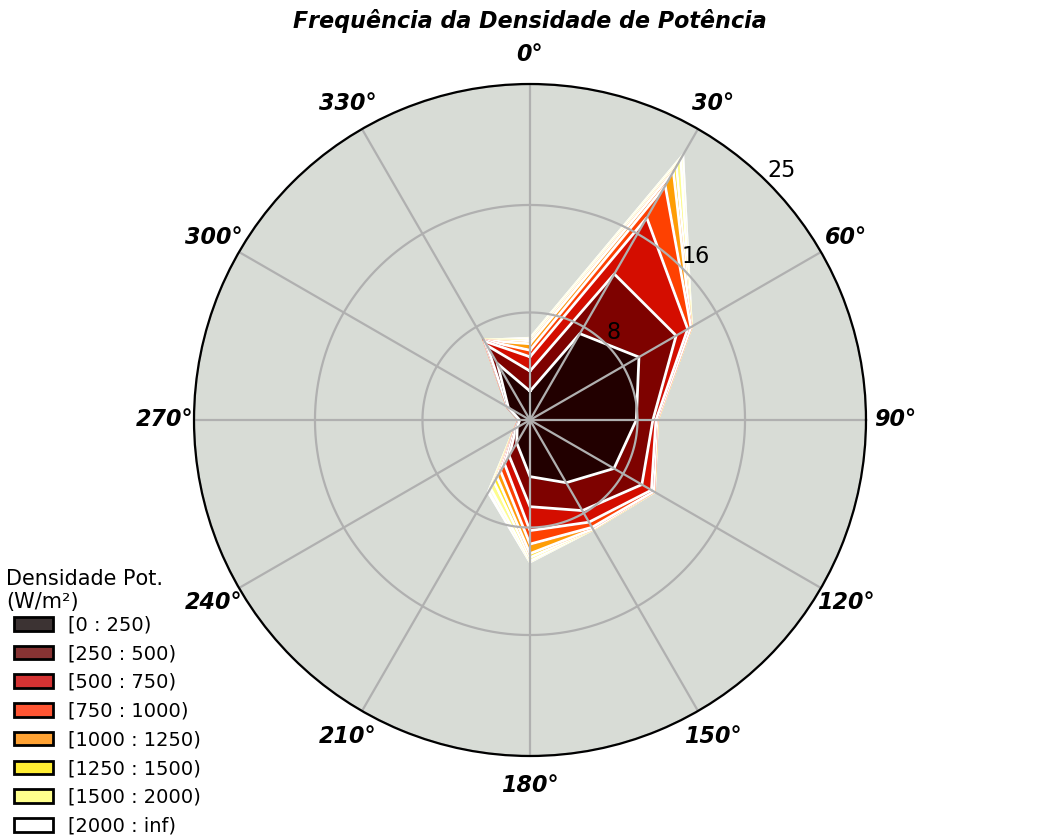 Frequência da Densidade de Potência
0°
330°
30°
25
300°
60°
16
8
270°
90°
240°
120°
210°
150°
180°
Densidade Pot.
(W/m²)
[0 : 250)
[250 : 500)
[500 : 750)
[750 : 1000)
[1000 : 1250)
[1250 : 1500)
[1500 : 2000)
[2000 : inf)